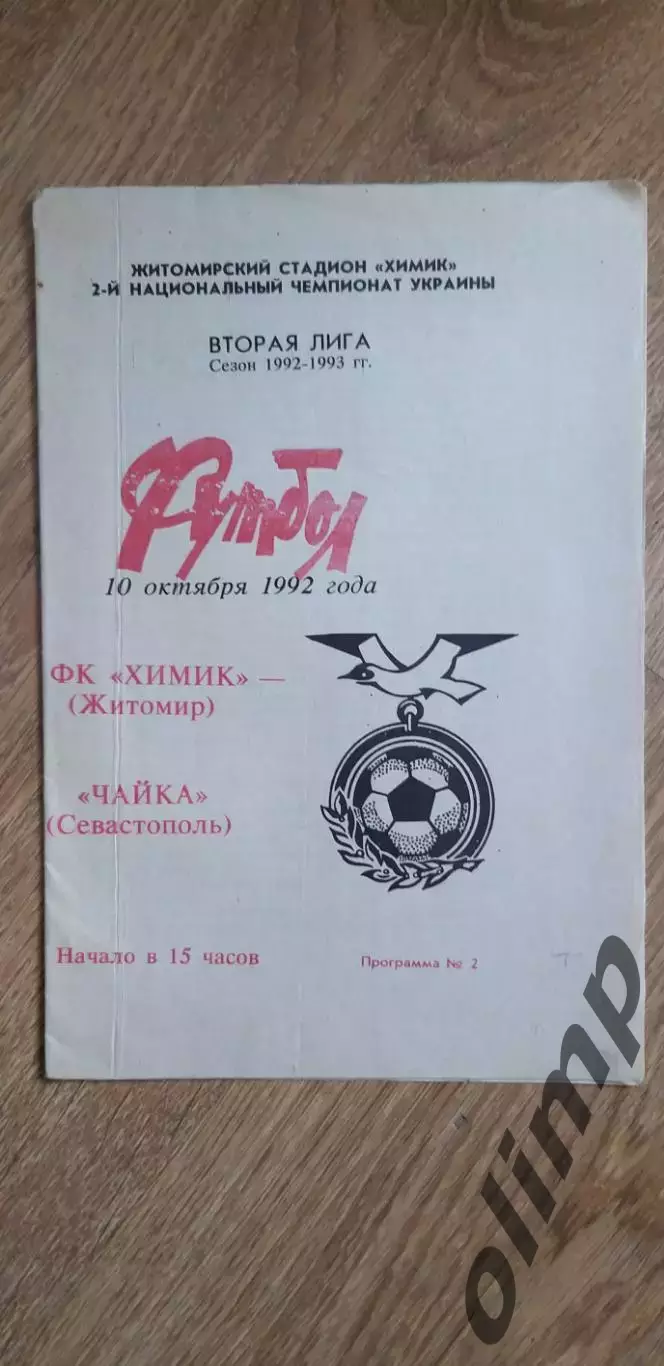 ЖИТОМИРСКИЙ СТАДИОН «ХИМИК»
2-Й НАЦИОНАЛЬНЫЙ ЧЕМПИОНАТ УКРАИНЫ
ВТОРАЯ ЛИГА
Сезон 1992-1993 гг.
Футбол
10 октября 1992 года
ФК «ХИМИК» —
(Житомир)
«ЧАЙКА»
(Севастополь)
Начало в 15 часов
Программа № 2
olimp